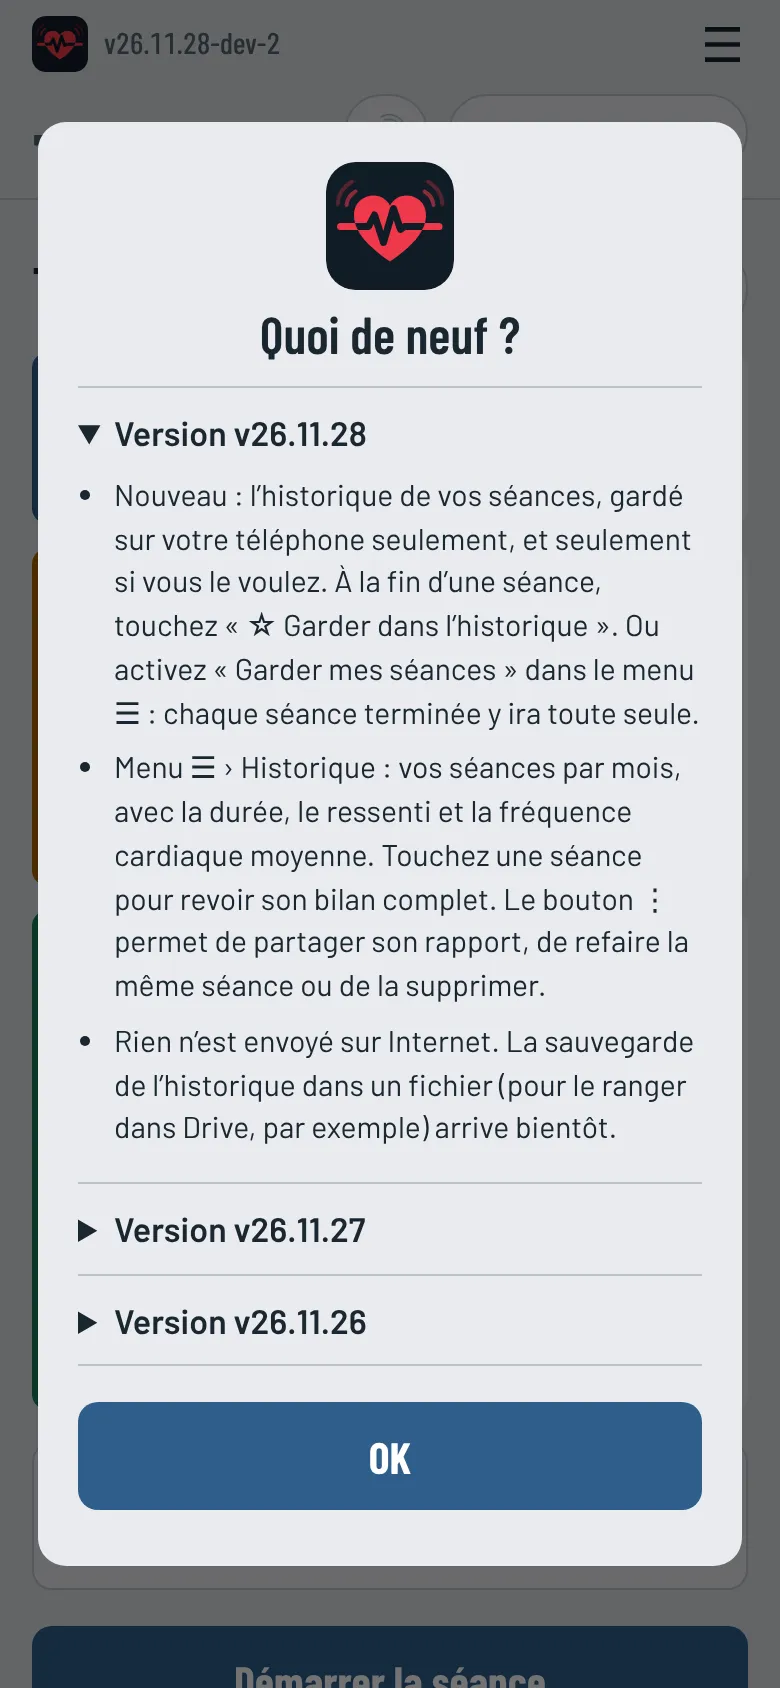 v26.11.28-dev-2
☰
Quoi de neuf ?
▼ Version v26.11.28
• Nouveau : l’historique de vos séances, gardé
sur votre téléphone seulement, et seulement
si vous le voulez. À la fin d’une séance,
touchez « ☆ Garder dans l’historique ». Ou
activez « Garder mes séances » dans le menu
☰ : chaque séance terminée y ira toute seule.
• Menu ☰ › Historique : vos séances par mois,
avec la durée, le ressenti et la fréquence
cardiaque moyenne. Touchez une séance
pour revoir son bilan complet. Le bouton ⋮
permet de partager son rapport, de refaire la
même séance ou de la supprimer.
• Rien n’est envoyé sur Internet. La sauvegarde
de l’historique dans un fichier (pour le ranger
dans Drive, par exemple) arrive bientôt.
▶ Version v26.11.27
▶ Version v26.11.26
OK
Démarrer la séance